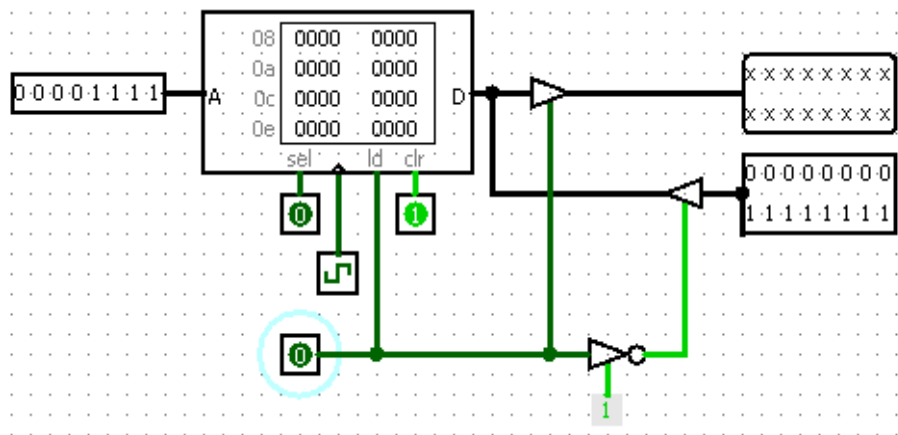 08 0000 0000
0a 0000 0000
0c 0000 0000
0e 0000 0000
0 0 0 0 1 1 1 1
A
D
sel ld clr
0
1
x x x x x x x x
x x x x x x x x
0 0 0 0 0 0 0 0
1 1 1 1 1 1 1 1
0
1